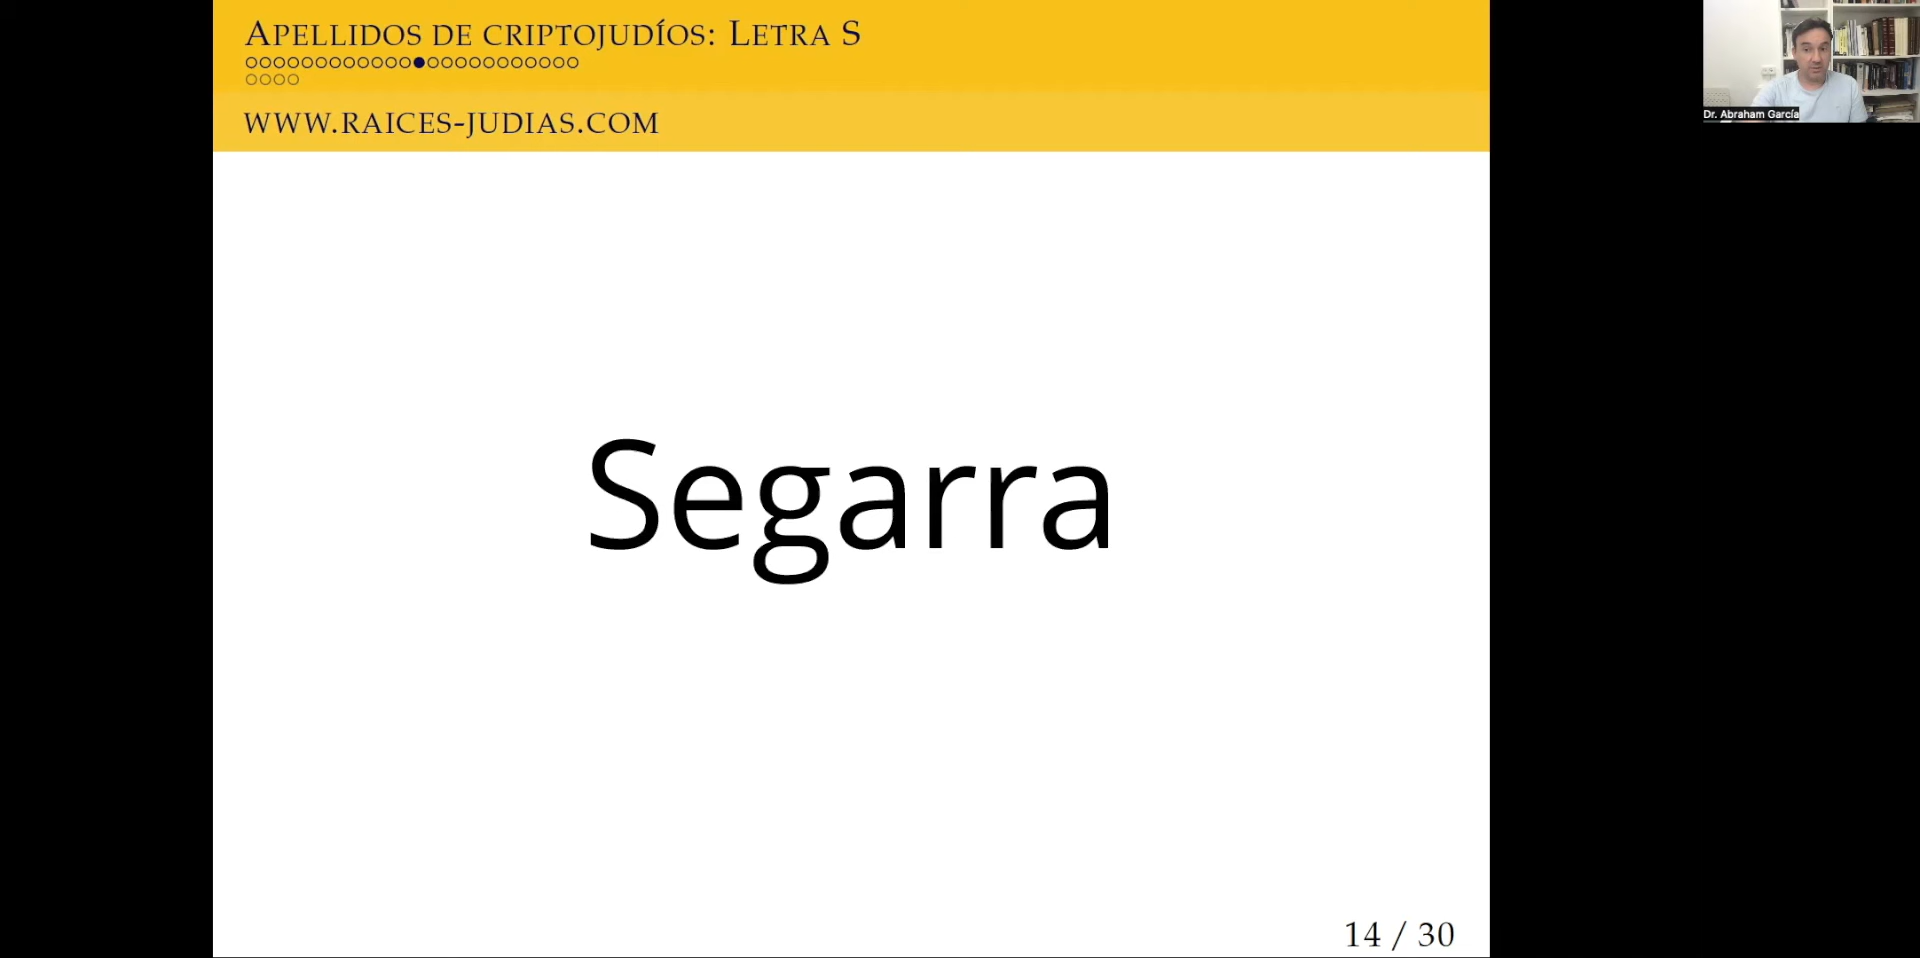 APELLIDOS DE CRIPTOJUDÍOS: LETRA S
WWW.RAICES-JUDIAS.COM
Dr. Abraham García
Segarra
14 / 30